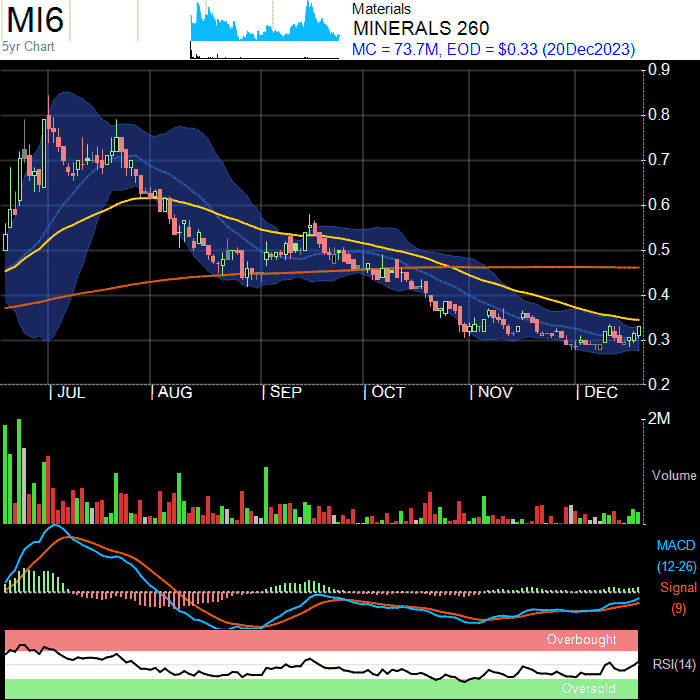 MI6
5yr Chart
Materials
MINERALS 260
MC = 73.7M, EOD = $0.33 (20Dec2023)
0.9
0.8
0.7
0.6
0.5
0.4
0.3
0.2
JUL AUG SEP OCT NOV DEC
2M
Volume
MACD
(12-26)
Signal
(9)
Overbought
RSI(14)
Oversold